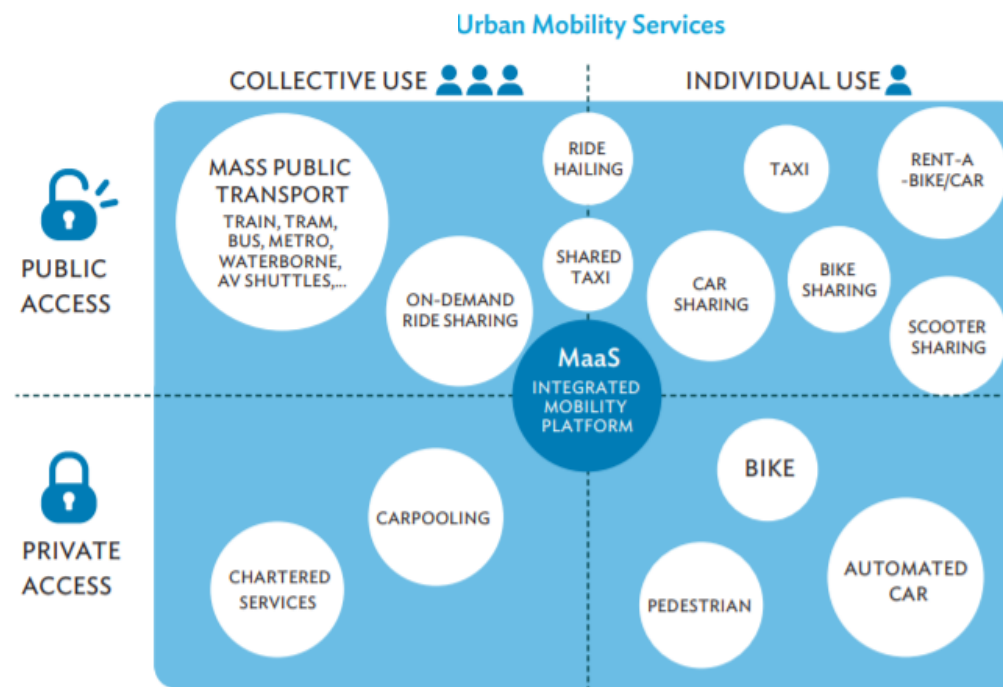 Urban Mobility Services
COLLECTIVE USE
INDIVIDUAL USE
PUBLIC
ACCESS
MASS PUBLIC
TRANSPORT
TRAIN, TRAM,
BUS, METRO,
WATERBORNE,
AV SHUTTLES,...
ON-DEMAND
RIDE SHARING
RIDE
HAILING
SHARED
TAXI
TAXI
RENT-A
-BIKE/CAR
CAR
SHARING
BIKE
SHARING
SCOOTER
SHARING
MaaS
INTEGRATED
MOBILITY
PLATFORM
PRIVATE
ACCESS
CARPOOLING
CHARTERED
SERVICES
BIKE
PEDESTRIAN
AUTOMATED
CAR